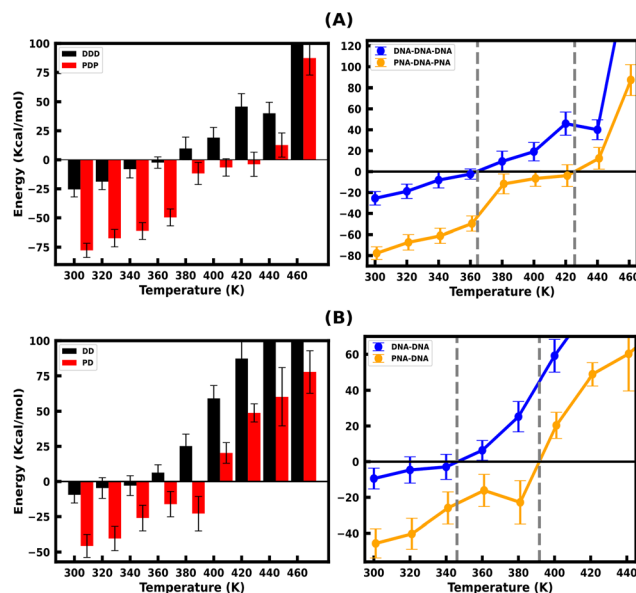 (A)
Energy (Kcal/mol)
100
75
50
25
0
−25
−50
−75
DDD
PDP
300 320 340 360 380 400 420 440 460
Temperature (K)
120
100
80
60
40
20
0
−20
−40
−60
−80
DNA-DNA-DNA
PNA-DNA-PNA
300 320 340 360 380 400 420 440 460
Temperature (K)
(B)
Energy (Kcal/mol)
100
75
50
25
0
−25
−50
DD
PD
300 320 340 360 380 400 420 440 460
Temperature (K)
60
40
20
0
−20
−40
DNA-DNA
PNA-DNA
300 320 340 360 380 400 420 440
Temperature (K)